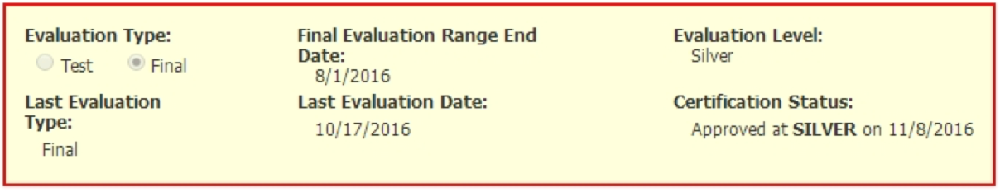 Evaluation Type:
Test Final
Final Evaluation Range End
Date:
8/1/2016
Evaluation Level:
Silver
Last Evaluation
Type:
Final
Last Evaluation Date:
10/17/2016
Certification Status:
Approved at SILVER on 11/8/2016